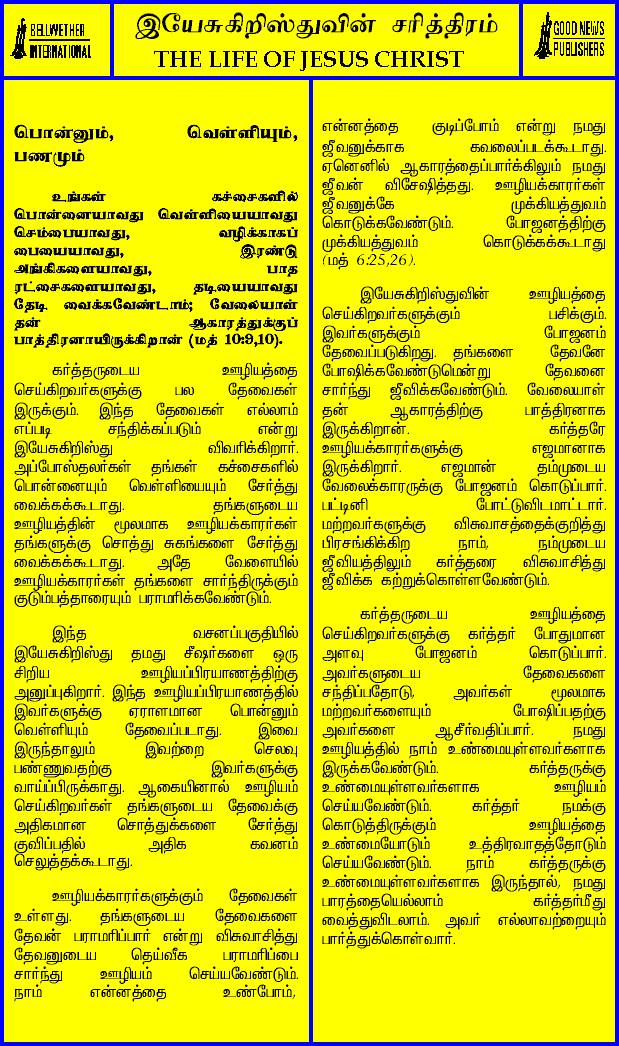 BELLWETHER
INTERNATIONAL
இயேசுகிறிஸ்துவின் சரித்திரம்
THE LIFE OF JESUS CHRIST
GOOD NEWS
PUBLISHERS
பொன்னும், வெள்ளியும்,
பணமும்
உங்கள் கச்சைகளில்
பொன்னையாவது வெள்ளியையாவது
செம்பையாவது, வழிக்காகப்
பையையாவது, இரண்டு
அங்கிகளையாவது, பாத
ரட்சைகளையாவது, தடியையாவது
தேடி வைக்கவேண்டாம்; வேலையாள்
தன் ஆகாரத்துக்குப்
பாத்திரனாயிருக்கிறான் (மத் 10:9,10).
கர்த்தருடைய ஊழியத்தை
செய்கிறவர்களுக்கு பல தேவைகள்
இருக்கும். இந்த தேவைகள் எல்லாம்
எப்படி சந்திக்கப்படும் என்று
இயேசுகிறிஸ்து விவரிக்கிறார்.
அப்போஸ்தலர்கள் தங்கள் கச்சைகளில்
பொன்னையும் வெள்ளியையும் சேர்த்து
வைக்கக்கூடாது. தங்களுடைய
ஊழியத்தின் மூலமாக ஊழியக்காரர்கள்
தங்களுக்கு சொத்து சுகங்களை சேர்த்து
வைக்கக்கூடாது. அதே வேளையில்
ஊழியக்காரர்கள் தங்களை சார்ந்திருக்கும்
குடும்பத்தாரையும் பராமரிக்கவேண்டும்.
இந்த வசனப்பகுதியில்
இயேசுகிறிஸ்து தமது சீஷர்களை ஒரு
சிறிய ஊழியப்பிரயாணத்திற்கு
அனுப்புகிறார். இந்த ஊழியப்பிரயாணத்தில்
இவர்களுக்கு ஏராளமான பொன்னும்
வெள்ளியும் தேவைப்படாது. இவை
இருந்தாலும் இவற்றை செலவு
பண்ணுவதற்கு இவர்களுக்கு
வாய்ப்பிருக்காது. ஆகையினால் ஊழியம்
செய்கிறவர்கள் தங்களுடைய தேவைக்கு
அதிகமான சொத்துக்களை சேர்த்து
குவிப்பதில் அதிக கவனம்
செலுத்தக்கூடாது.
ஊழியக்காரர்களுக்கும் தேவைகள்
உள்ளது. தங்களுடைய தேவைகளை
தேவன் பராமரிப்பார் என்று விசுவாசித்து
தேவனுடைய தெய்வீக பராமரிப்பை
சார்ந்து ஊழியம் செய்யவேண்டும்.
நாம் என்னத்தை உண்போம்,
என்னத்தை குடிப்போம் என்று நமது
ஜீவனுக்காக கவலைப்படக்கூடாது.
ஏனெனில் ஆகாரத்தைப்பார்க்கிலும் நமது
ஜீவன் விசேஷித்தது. ஊழியக்காரர்கள்
ஜீவனுக்கே முக்கியத்துவம்
கொடுக்கவேண்டும். போஜனத்திற்கு
முக்கியத்துவம் கொடுக்கக்கூடாது
(மத் 6:25,26).
இயேசுகிறிஸ்துவின் ஊழியத்தை
செய்கிறவர்களுக்கும் பசிக்கும்.
இவர்களுக்கும் போஜனம்
தேவைப்படுகிறது. தங்களை தேவனே
போஷிக்கவேண்டுமென்று தேவனை
சார்ந்து ஜீவிக்கவேண்டும். வேலையாள்
தன் ஆகாரத்திற்கு பாத்திரனாக
இருக்கிறான். கர்த்தரே
ஊழியக்காரர்களுக்கு எஜமானாக
இருக்கிறார். எஜமான் தம்முடைய
வேலைக்காரருக்கு போஜனம் கொடுப்பார்.
பட்டினி போட்டுவிடமாட்டார்.
மற்றவர்களுக்கு விசுவாசத்தைக்குறித்து
பிரசங்கிக்கிற நாம், நம்முடைய
ஜீவியத்திலும் கர்த்தரை விசுவாசித்து
ஜீவிக்க கற்றுக்கொள்ளவேண்டும்.
கர்த்தருடைய ஊழியத்தை
செய்கிறவர்களுக்கு கர்த்தர் போதுமான
அளவு போஜனம் கொடுப்பார்.
அவர்களுடைய தேவைகளை
சந்திப்பதோடு, அவர்கள் மூலமாக
மற்றவர்களையும் போஷிப்பதற்கு
அவர்களை ஆசீர்வதிப்பார். நமது
ஊழியத்தில் நாம் உண்மையுள்ளவர்களாக
இருக்கவேண்டும். கர்த்தருக்கு
உண்மையுள்ளவர்களாக ஊழியம்
செய்யவேண்டும். கர்த்தர் நமக்கு
கொடுத்திருக்கும் ஊழியத்தை
உண்மையோடும் உத்திரவாதத்தோடும்
செய்யவேண்டும். நாம் கர்த்தருக்கு
உண்மையுள்ளவர்களாக இருந்தால், நமது
பாரத்தையெல்லாம் கர்த்தர்மீது
வைத்துவிடலாம். அவர் எல்லாவற்றையும்
பார்த்துக்கொள்வார்.